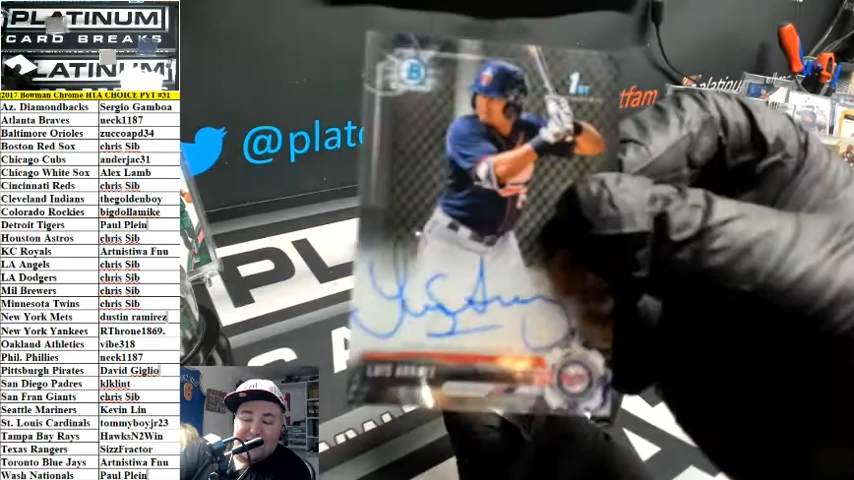 PLATINUM
CARD BREAKS
LATINUM
2017 Bowman Chrome HTA CHOICE PYT #31
Az. Diamondbacks Sergio Gamboa
Atlanta Braves neck1187
Baltimore Orioles zuccoapd34
Boston Red Sox chris Sib
Chicago Cubs anderjac31
Chicago White Sox Alex Lamb
Cincinnati Reds chris Sib
Cleveland Indians thegoldenboy
Colorado Rockies bigdollamike
Detroit Tigers Paul Plein
Houston Astros chris Sib
KC Royals Artnistiwa Fnu
LA Angels chris Sib
LA Dodgers chris Sib
Mil Brewers chris Sib
Minnesota Twins chris Sib
New York Mets dustin ramirez
New York Yankees RThrone1869.
Oakland Athletics vibe318
Phil. Phillies neck1187
Pittsburgh Pirates David Giglio
San Diego Padres klklint
San Fran Giants chris Sib
Seattle Mariners Kevin Lin
St. Louis Cardinals tommyboyjr23
Tampa Bay Rays HawksN2Win
Texas Rangers SizzFractor
Toronto Blue Jays Artnistiwa Fnu
Wash Nationals Paul Plein
@plat
tfam
B
1ST
LUIS ARRAEZ
PLA